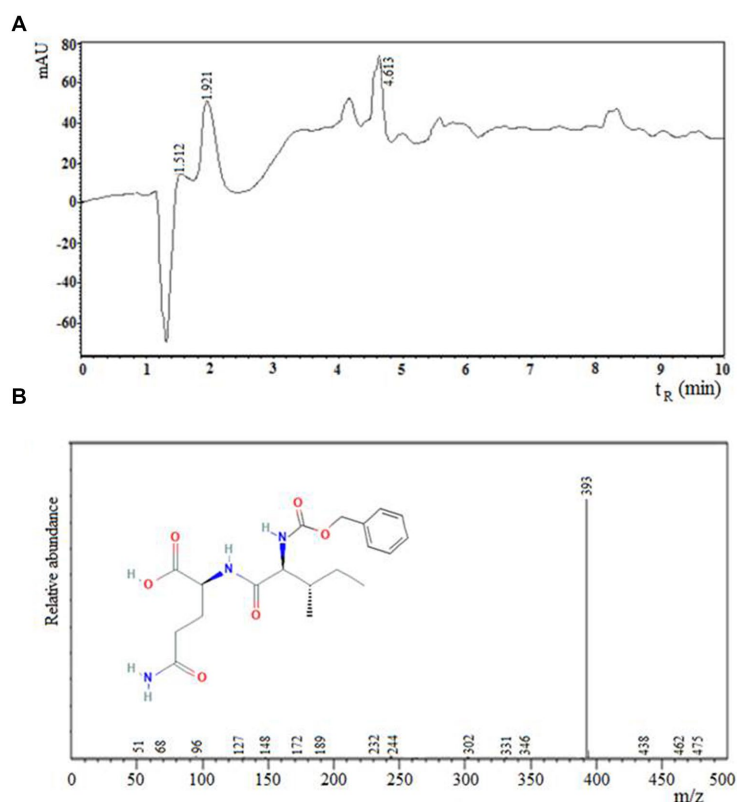 A
mAU
80
60
40
20
0
-20
-40
-60
1.512
1.921
4.613
0 1 2 3 4 5 6 7 8 9 10
t R (min)
B
Relative abundance
393
O
H
N
O
O
H
N
H
O
O
H
N
H
O
51 68 96 127 148 172 189 232 244 302 331 346 438 462 475
0 50 100 150 200 250 300 350 400 450 500
m/z